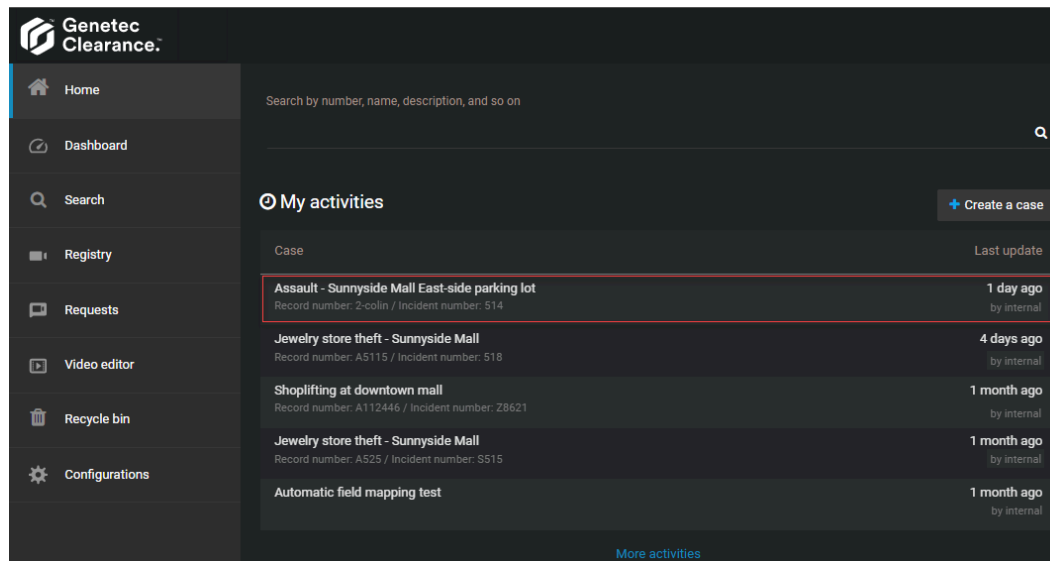 Genetec
Clearance.™
Home
Dashboard
Search
Registry
Requests
Video editor
Recycle bin
Configurations
Search by number, name, description, and so on
My activities
+ Create a case
Case Last update
Assault - Sunnyside Mall East-side parking lot 1 day ago
Record number: 2-colin / Incident number: 514 by internal
Jewelry store theft - Sunnyside Mall 4 days ago
Record number: A5115 / Incident number: 518 by internal
Shoplifting at downtown mall 1 month ago
Record number: A112446 / Incident number: Z8621 by internal
Jewelry store theft - Sunnyside Mall 1 month ago
Record number: A525 / Incident number: S515 by internal
Automatic field mapping test 1 month ago
by internal
More activities